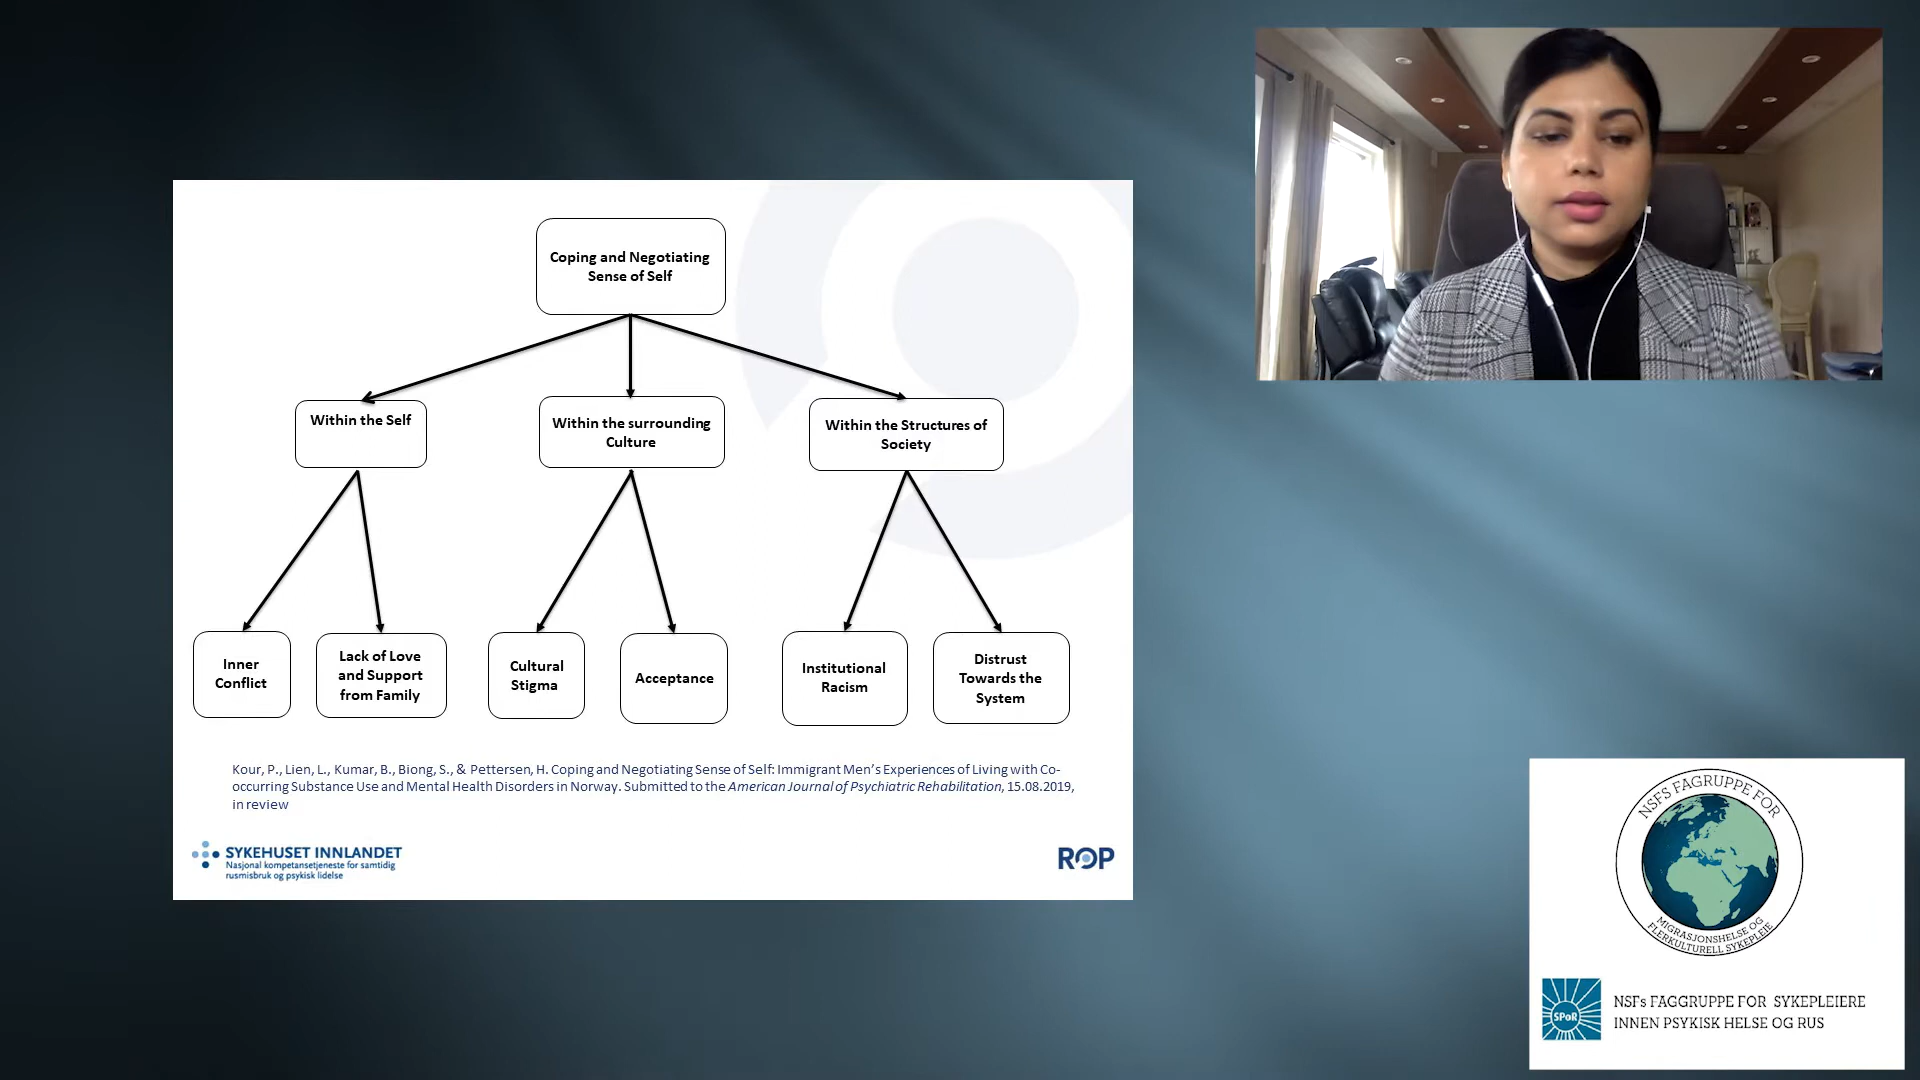 Coping and Negotiating
Sense of Self
Within the Self
Within the surrounding
Culture
Within the Structures of
Society
Inner
Conflict
Lack of Love
and Support
from Family
Cultural
Stigma
Acceptance
Institutional
Racism
Distrust
Towards the
System
Kour, P., Lien, L., Kumar, B., Biong, S., & Pettersen, H. Coping and Negotiating Sense of Self: Immigrant Men's Experiences of Living with Co-
occurring Substance Use and Mental Health Disorders in Norway. Submitted to the American Journal of Psychiatric Rehabilitation, 15.08.2019,
in review
SYKEHUSET INNLANDET
Nasjonal kompetansetjeneste for samtidig
rusmisbruk og psykisk lidelse
ROP
NSFS FAGRUPPE FOR
MIGRASJONSHELSE OG
FLERKULTURELL SYKEPLEIE
SPoR
NSFs FAGGRUPPE FOR SYKEPLEIERE
INNEN PSYKISK HELSE OG RUS